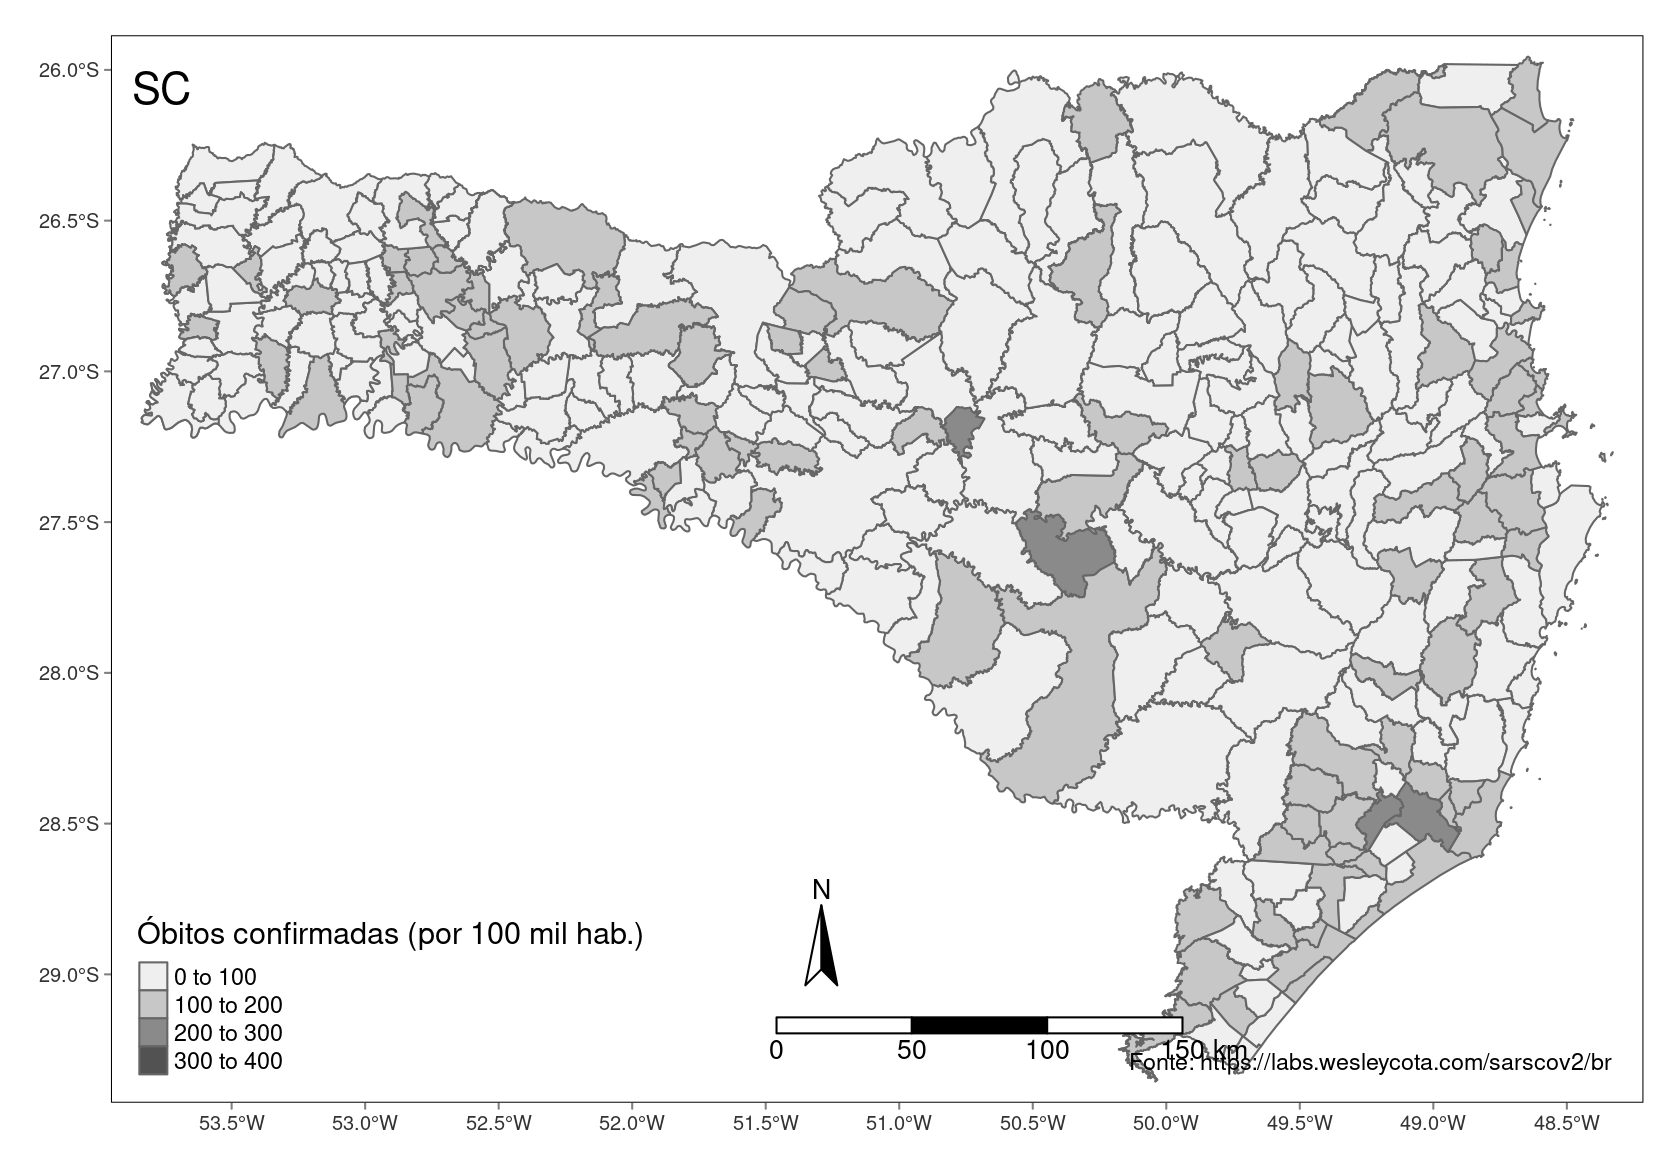 26.0°S
SC
26.5°S
27.0°S
27.5°S
28.0°S
28.5°S
29.0°S
N
Óbitos confirmadas (por 100 mil hab.)
0 to 100
100 to 200
200 to 300
300 to 400
0 50 100 150 km
Fonte: https://labs.wesleycota.com/sarscov2/br
53.5°W 53.0°W 52.5°W 52.0°W 51.5°W 51.0°W 50.5°W 50.0°W 49.5°W 49.0°W 48.5°W